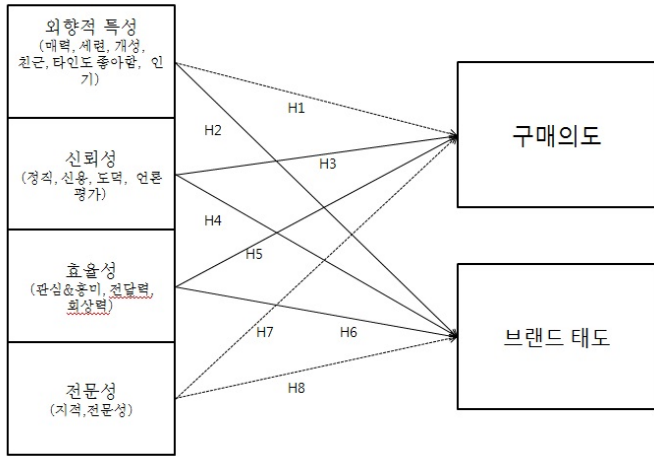 외향적 특성
(매력, 세련, 개성,
친근, 타인도 좋아함, 인
기)
신뢰성
(정직, 신용, 도덕, 언론
평가)
효율성
(관심&흥미, 전달력,
회상력)
전문성
(지적,전문성)
H1
H2
H3
H4
H5
H6
H7
H8
구매의도
브랜드 태도